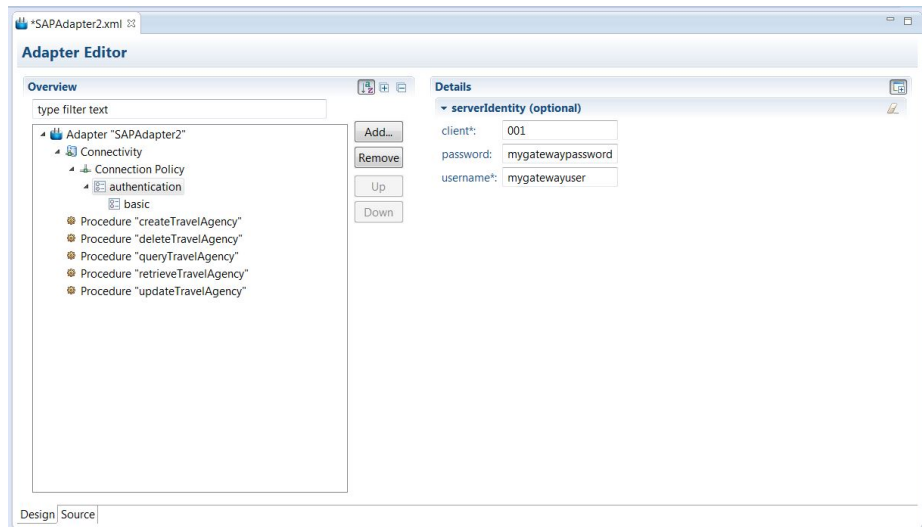 *SAPAdapter2.xml
Adapter Editor
Overview
type filter text
Adapter "SAPAdapter2"
Connectivity
Connection Policy
authentication
basic
Procedure "createTravelAgency"
Procedure "deleteTravelAgency"
Procedure "queryTravelAgency"
Procedure "retrieveTravelAgency"
Procedure "updateTravelAgency"
Add...
Remove
Up
Down
Details
serverIdentity (optional)
client*: 001
password: mygatewaypassword
username*: mygatewayuser
Design Source